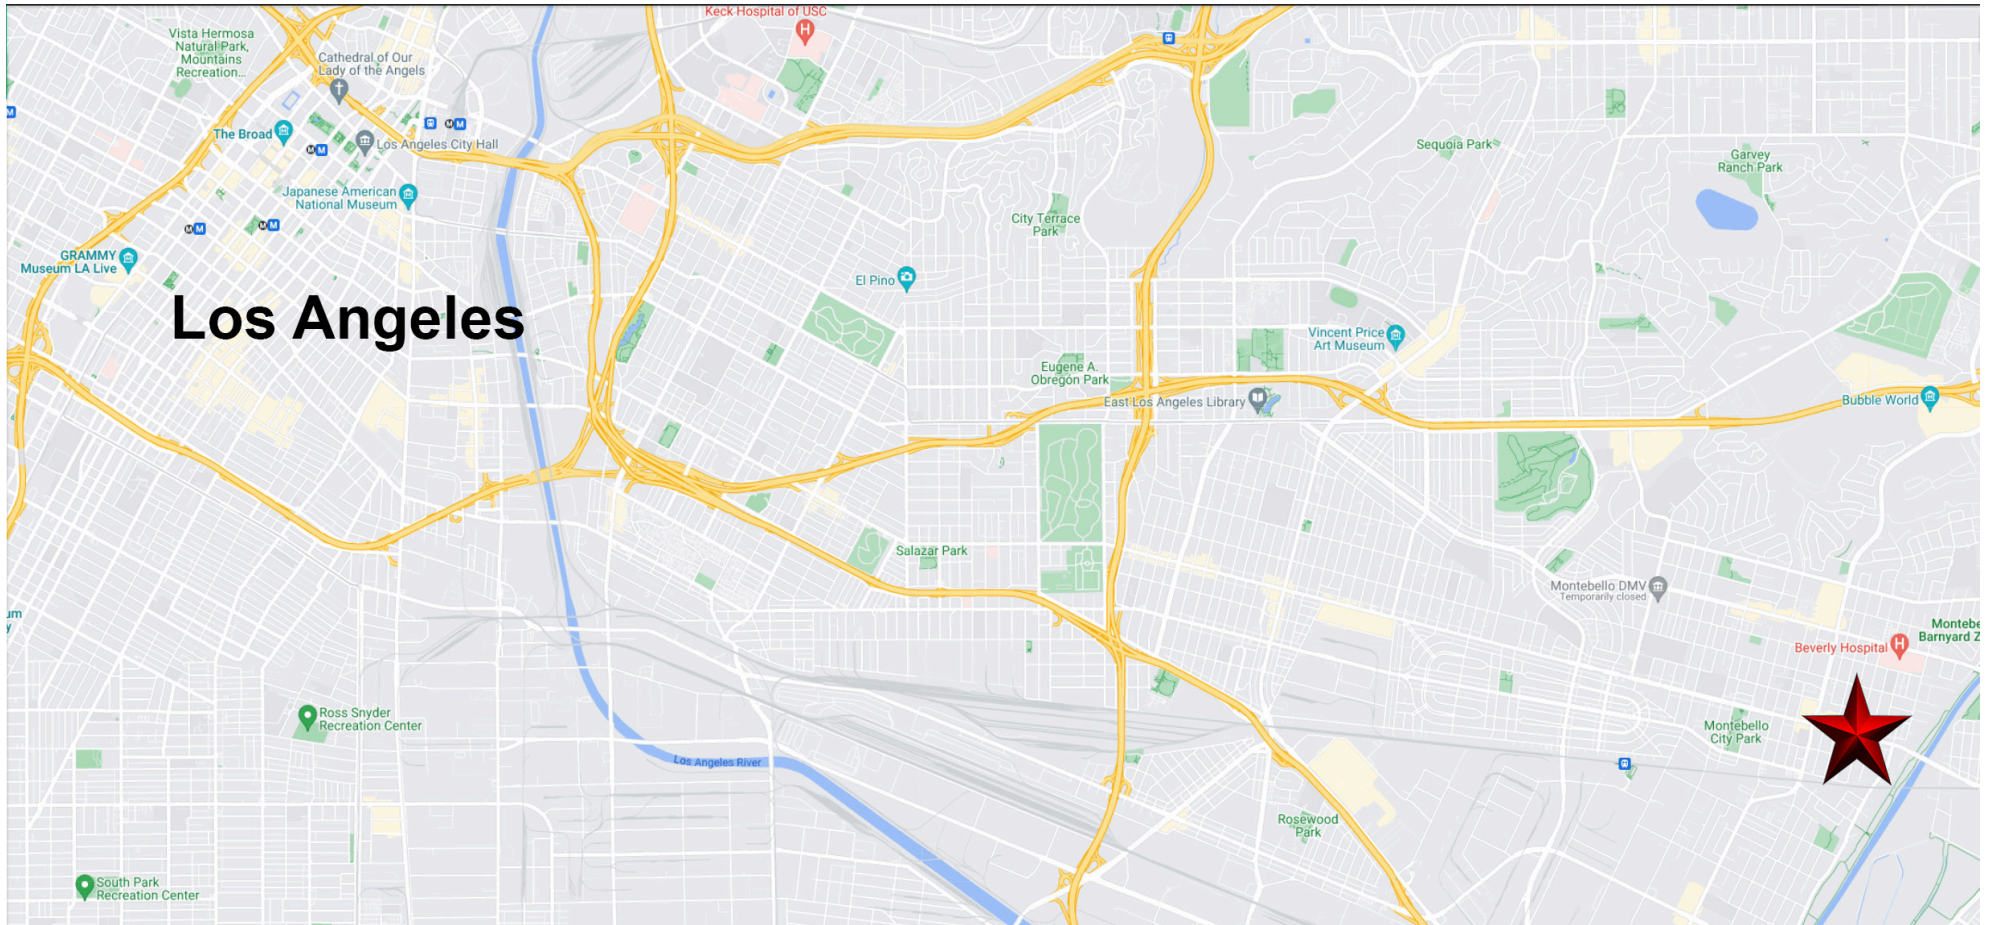 Keck Hospital of USC
Vista Hermosa
Natural Park,
Mountains
Recreation...
Cathedral of Our
Lady of the Angels
The Broad
Los Angeles City Hall
Sequoia Park
Garvey
Ranch Park
Japanese American
National Museum
City Terrace
Park
GRAMMY
Museum LA Live
El Pino
Los Angeles
Vincent Price
Art Museum
Eugene A.
Obregon Park
East Los Angeles Library
Bubble World
Salazar Park
Montebello DMV
Temporarily closed
um
y
Montebe
Barnyard Z
Beverly Hospital
Ross Snyder
Recreation Center
Montebello
City Park
Los Angeles River
Rosewood
Park
South Park
Recreation Center